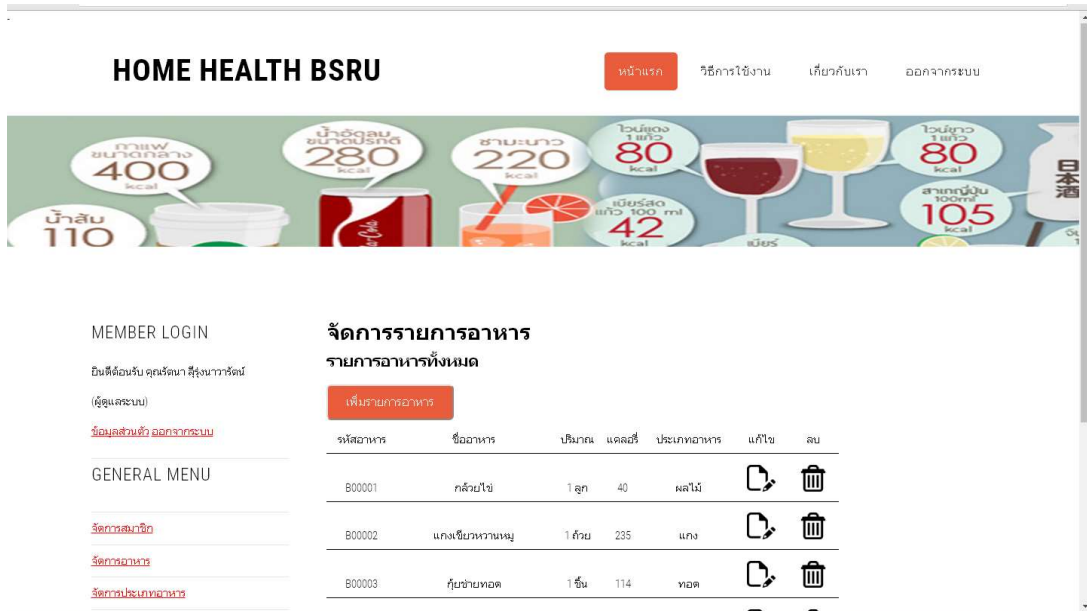 HOME HEALTH BSRU
หน้าแรก วิธีการใช้งาน เกี่ยวกับเรา ออกจากระบบ
กาแฟ
ขนาดกลาง
400
kcal
น้ำส้ม
110
น้ำอัดลม
ขนาดปรกติ
280
kcal
ชามะนาว
220
kcal
ไวน์แดง
1 แก้ว
80
kcal
เบียร์สด
แก้ว 100 ml
42
kcal
เบียร์
ไวน์ขาว
1 แก้ว
80
kcal
สาเกญี่ปุ่น
100ml
105
kcal
日本酒
MEMBER LOGIN
ยินดีต้อนรับ คุณรัตนา ลีรุ่งนาวารัตน์
(ผู้ดูแลระบบ)
ข้อมูลส่วนตัว ออกจากระบบ
GENERAL MENU
จัดการสมาชิก
จัดการอาหาร
จัดการประเภทอาหาร
จัดการรายการอาหาร
รายการอาหารทั้งหมด
เพิ่มรายการอาหาร
รหัสอาหาร ชื่ออาหาร ปริมาณ แคลอรี่ ประเภทอาหาร แก้ไข ลบ
B00001 กล้วยไข่ 1 ลูก 40 ผลไม้
B00002 แกงเขียวหวานหมู 1 ถ้วย 235 แกง
B00003 กุ้ยช่ายทอด 1 ชิ้น 114 ทอด